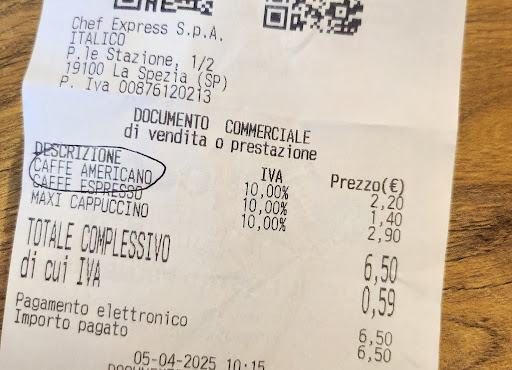 Chef Express S.p.A.
ITALICO
P.le Stazione, 1/2
19100 La Spezia (SP)
P. Iva 00876120213
DOCUMENTO COMMERCIALE
di vendita o prestazione
DESCRIZIONE IVA Prezzo(€)
CAFFE AMERICANO 10,00% 2,20
CAFFE ESPRESSO 10,00% 1,40
MAXI CAPPUCCINO 10,00% 2,90
TOTALE COMPLESSIVO 6,50
di cui IVA 0,59
Pagamento elettronico 6,50
Importo pagato 6,50
05-04-2025 10:15